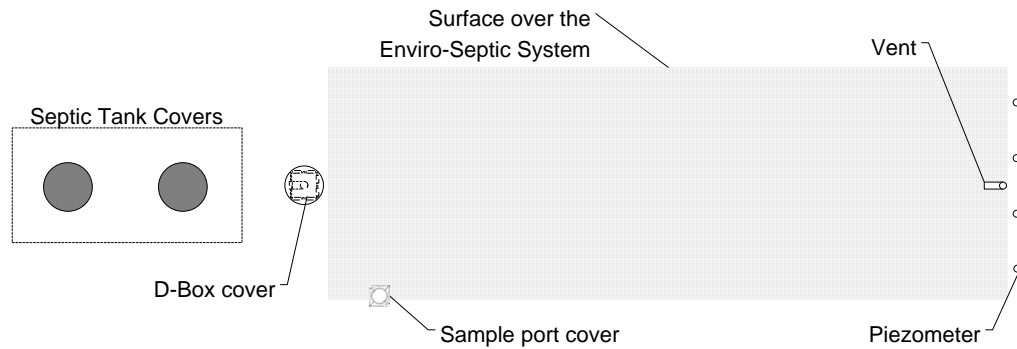 Surface over the
Enviro-Septic System
Vent
Septic Tank Covers
D-Box cover
Sample port cover
Piezometer